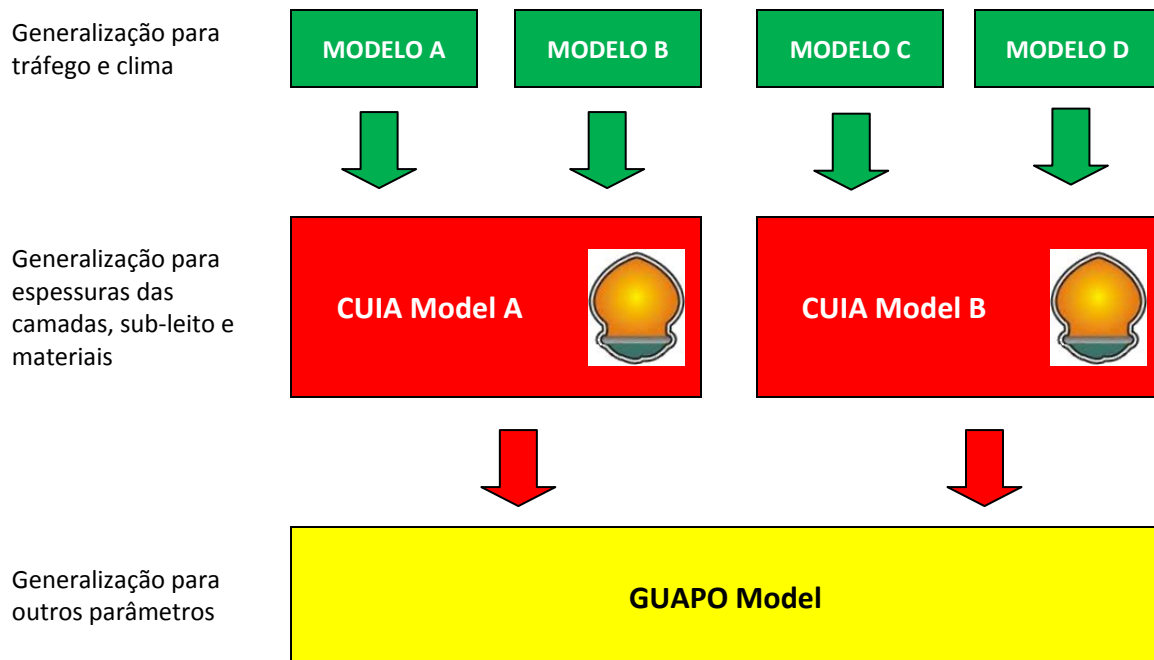 Generalização para
tráfego e clima
MODELO A
MODELO B
MODELO C
MODELO D
Generalização para
espessuras das
camadas, sub-leito e
materiais
CUIA Model A
CUIA Model B
Generalização para
outros parâmetros
GUAPO Model